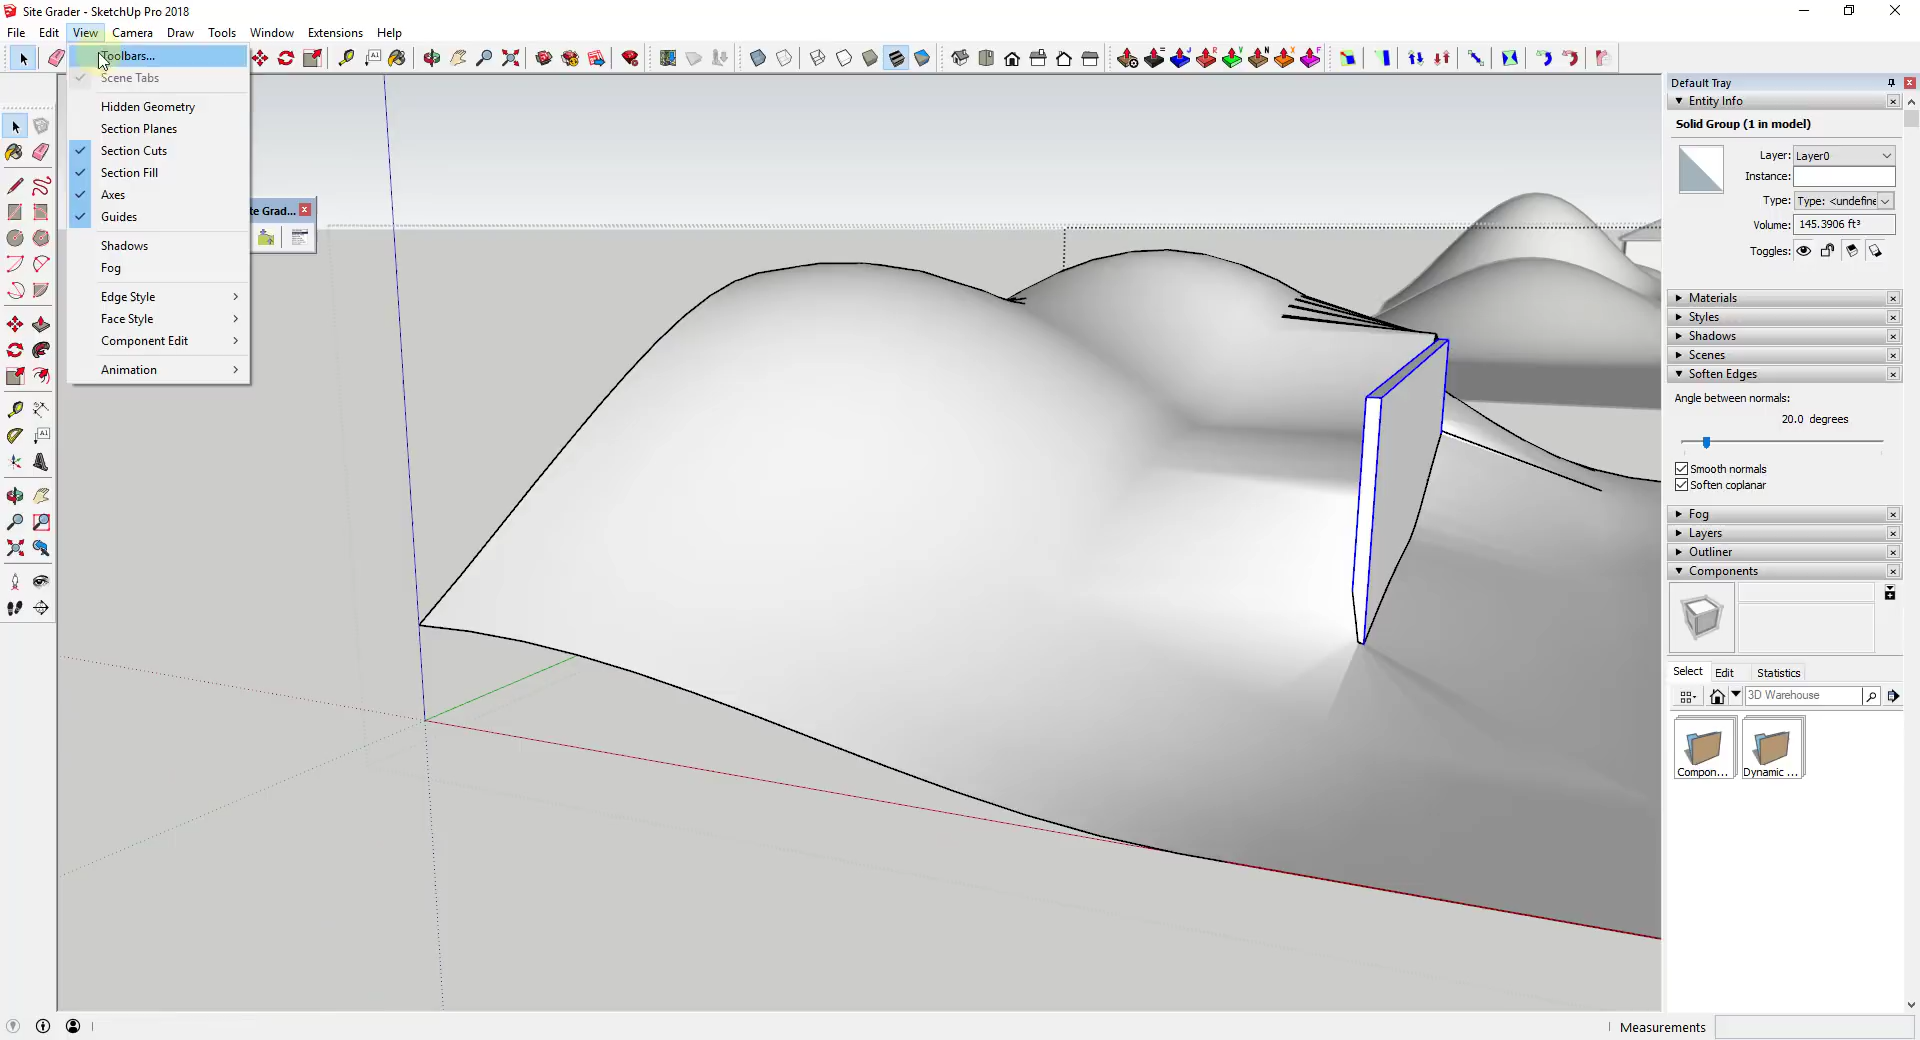 Site Grader - SketchUp Pro 2018
File Edit View Camera Draw Tools Window Extensions Help
Toolbars...
Scene Tabs
Hidden Geometry
Section Planes
Section Cuts
Section Fill
Axes
Guides
Shadows
Fog
Edge Style
Face Style
Component Edit
Animation
te Grad...
Default Tray
Entity Info
Solid Group (1 in model)
Layer: Layer0
Instance:
Type: Type: <undefine
Volume: 145.3906 ft³
Toggles:
Materials
Styles
Shadows
Scenes
Soften Edges
Angle between normals:
20.0 degrees
Smooth normals
Soften coplanar
Fog
Layers
Outliner
Components
Select Edit Statistics
3D Warehouse
Compon... Dynamic ...
Measurements